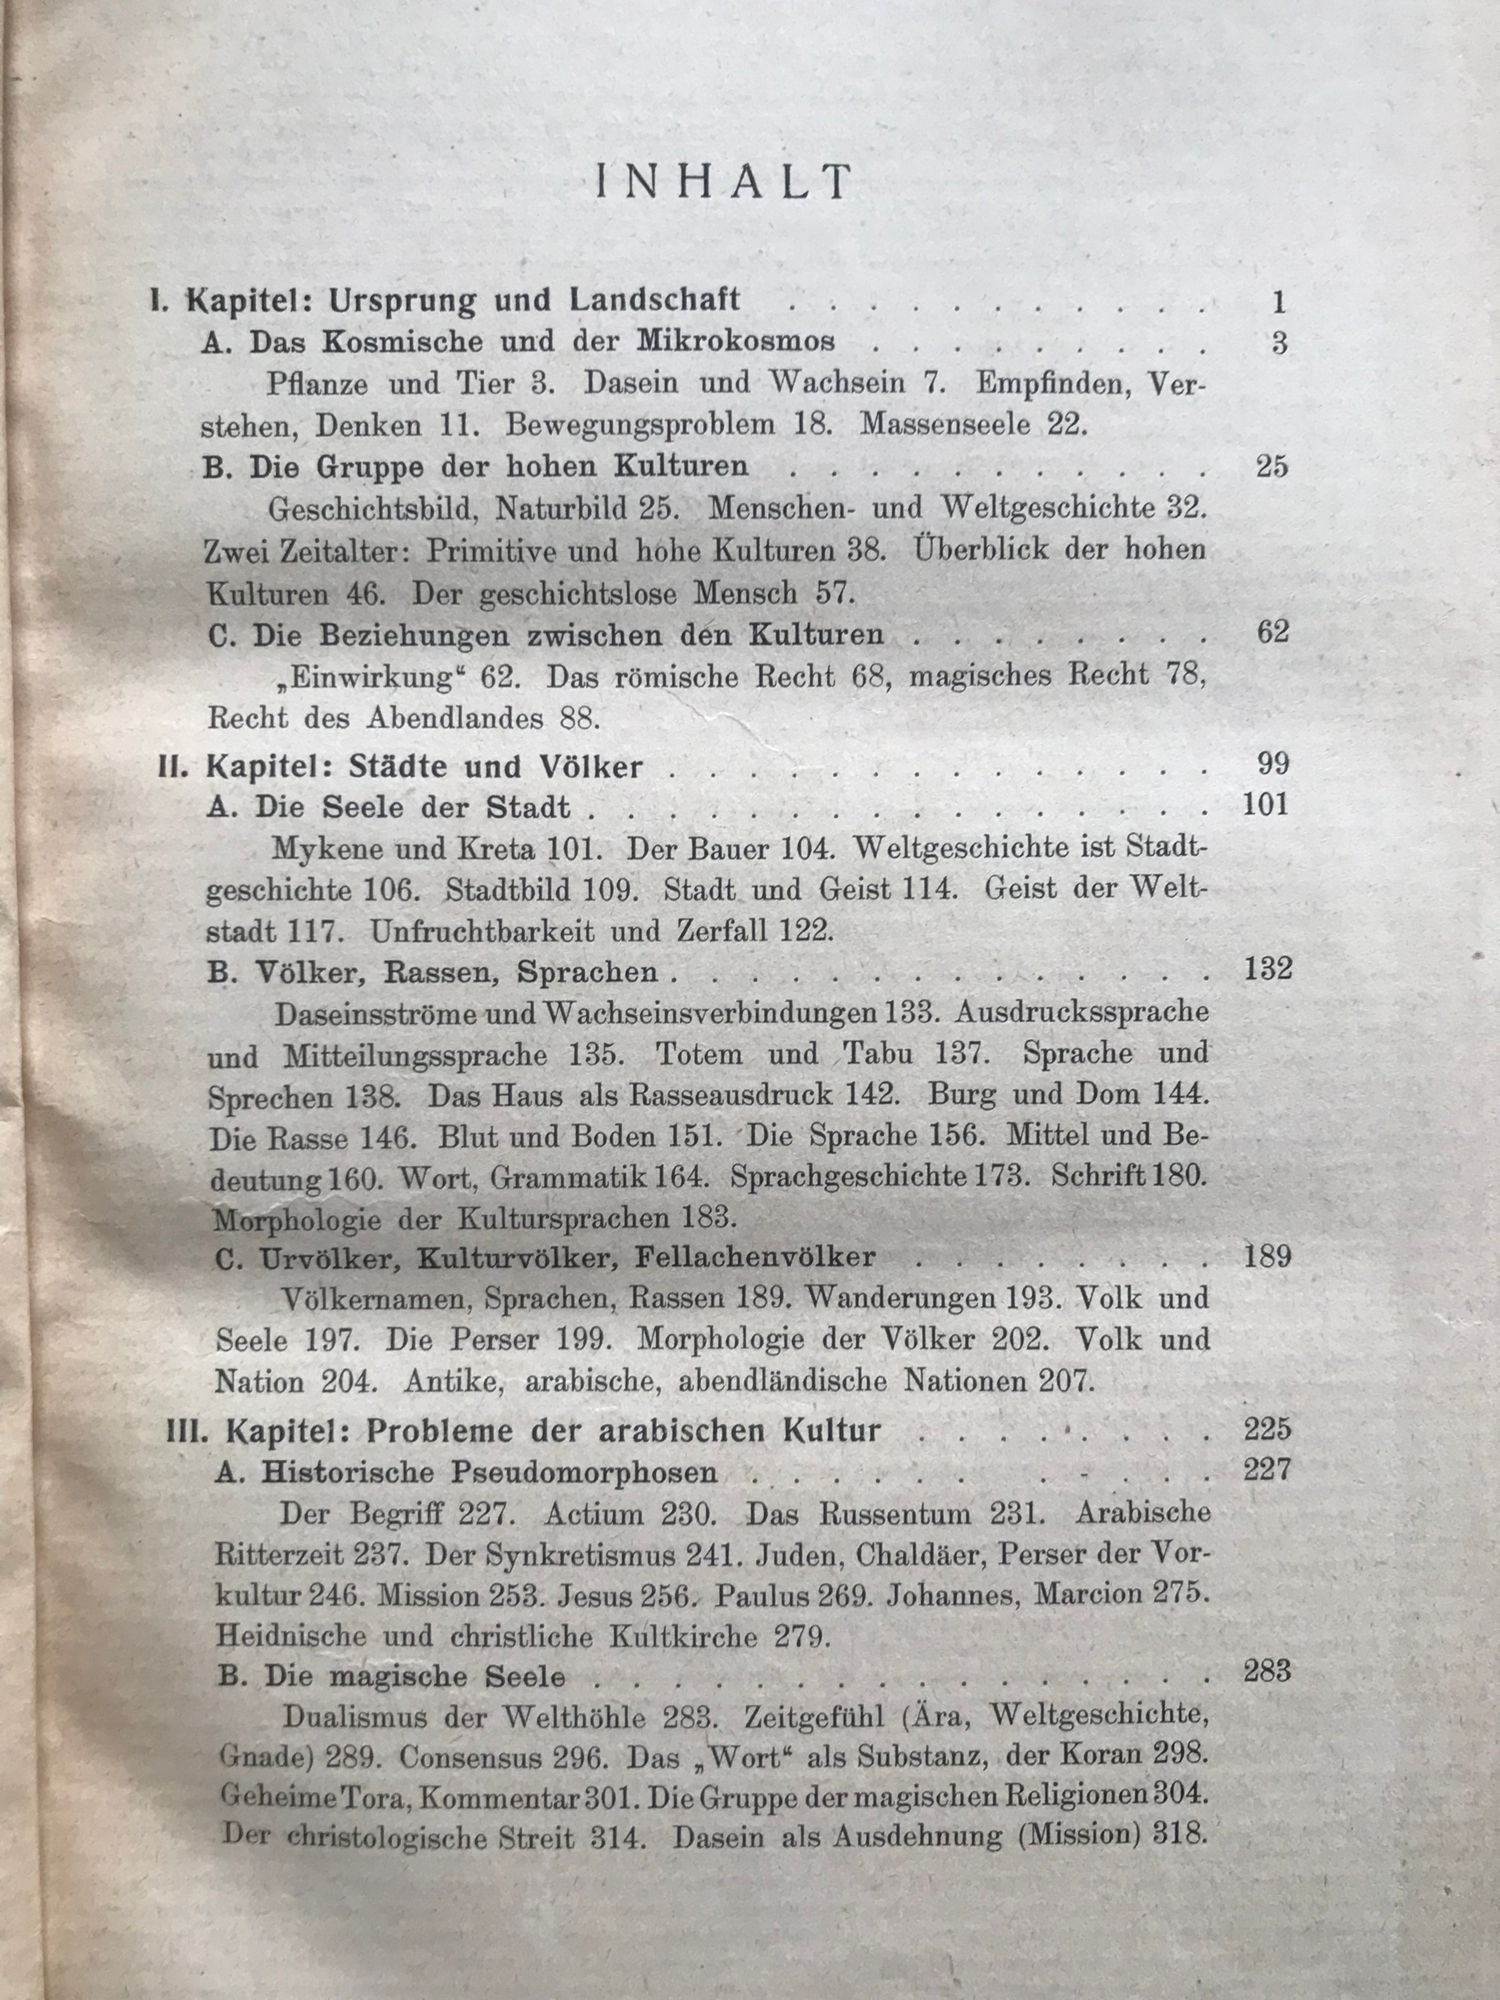 INHALT
I. Kapitel: Ursprung und Landschaft . . . . . . . . . . . 1
A. Das Kosmische und der Mikrokosmos . . . . . . . . . 3
Pflanze und Tier 3. Dasein und Wachsein 7. Empfinden, Ver-
stehen, Denken 11. Bewegungsproblem 18. Massenseele 22.
B. Die Gruppe der hohen Kulturen . . . . . . . . . . . 25
Geschichtsbild, Naturbild 25. Menschen- und Weltgeschichte 32.
Zwei Zeitalter: Primitive und hohe Kulturen 38. Überblick der hohen
Kulturen 46. Der geschichtslose Mensch 57.
C. Die Beziehungen zwischen den Kulturen . . . . . . . . 62
„Einwirkung“ 62. Das römische Recht 68, magisches Recht 78,
Recht des Abendlandes 88.
II. Kapitel: Städte und Völker . . . . . . . . . . . . . . 99
A. Die Seele der Stadt . . . . . . . . . . . . . . . . 101
Mykene und Kreta 101. Der Bauer 104. Weltgeschichte ist Stadt-
geschichte 106. Stadtbild 109. Stadt und Geist 114. Geist der Welt-
stadt 117. Unfruchtbarkeit und Zerfall 122.
B. Völker, Rassen, Sprachen . . . . . . . . . . . . . . 132
Daseinsströme und Wachseinsverbindungen 133. Ausdruckssprache
und Mitteilungssprache 135. Totem und Tabu 137. Sprache und
Sprechen 138. Das Haus als Rasseausdruck 142. Burg und Dom 144.
Die Rasse 146. Blut und Boden 151. Die Sprache 156. Mittel und Be-
deutung 160. Wort, Grammatik 164. Sprachgeschichte 173. Schrift 180.
Morphologie der Kultursprachen 183.
C. Urvölker, Kulturvölker, Fellachenvölker . . . . . . . . 189
Völkernamen, Sprachen, Rassen 189. Wanderungen 193. Volk und
Seele 197. Die Perser 199. Morphologie der Völker 202. Volk und
Nation 204. Antike, arabische, abendländische Nationen 207.
III. Kapitel: Probleme der arabischen Kultur . . . . . . . . 225
A. Historische Pseudomorphosen . . . . . . . . . . . . 227
Der Begriff 227. Actium 230. Das Russentum 231. Arabische
Ritterzeit 237. Der Synkretismus 241. Juden, Chaldäer, Perser der Vor-
kultur 246. Mission 253. Jesus 256. Paulus 269. Johannes, Marcion 275.
Heidnische und christliche Kultkirche 279.
B. Die magische Seele . . . . . . . . . . . . . . . . 283
Dualismus der Welthöhle 283. Zeitgefühl (Ära, Weltgeschichte,
Gnade) 289. Consensus 296. Das „Wort“ als Substanz, der Koran 298.
Geheime Tora, Kommentar 301. Die Gruppe der magischen Religionen 304.
Der christologische Streit 314. Dasein als Ausdehnung (Mission) 318.